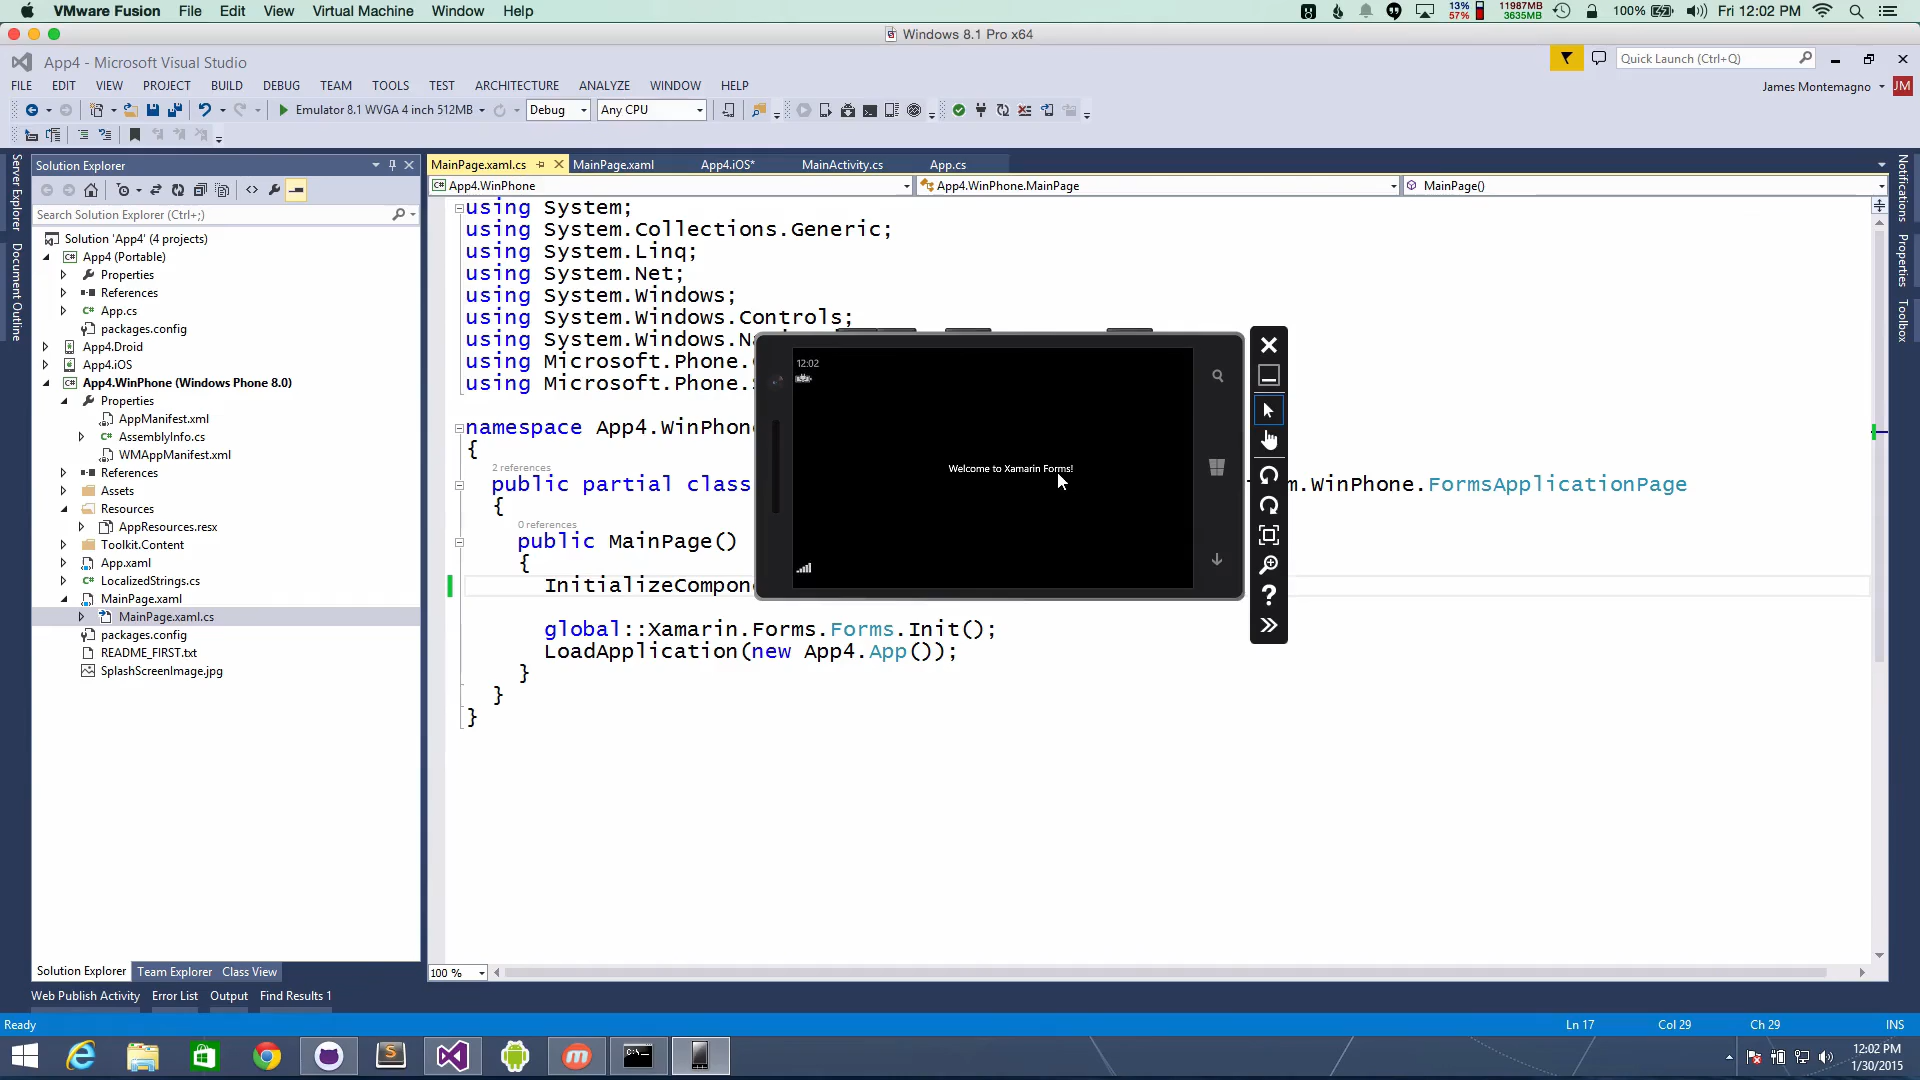 VMware Fusion File Edit View Virtual Machine Window Help 13% 57% 11987MB 3635MB 100% Fri 12:02 PM
Windows 8.1 Pro x64
App4 - Microsoft Visual Studio Quick Launch (Ctrl+Q)
FILE EDIT VIEW PROJECT BUILD DEBUG TEAM TOOLS TEST ARCHITECTURE ANALYZE WINDOW HELP James Montemagno JM
Emulator 8.1 WVGA 4 inch 512MB Debug Any CPU
Server Explorer
Document Outline
Solution Explorer
Search Solution Explorer (Ctrl+;)
Solution 'App4' (4 projects)
App4 (Portable)
Properties
References
App.cs
packages.config
App4.Droid
App4.iOS
App4.WinPhone (Windows Phone 8.0)
Properties
AppManifest.xml
AssemblyInfo.cs
WMAppManifest.xml
References
Assets
Resources
AppResources.resx
Toolkit.Content
App.xaml
LocalizedStrings.cs
MainPage.xaml
MainPage.xaml.cs
packages.config
README_FIRST.txt
SplashScreenImage.jpg
Solution Explorer Team Explorer Class View
MainPage.xaml.cs MainPage.xaml App4.iOS* MainActivity.cs App.cs
App4.WinPhone App4.WinPhone.MainPage MainPage()
using System;
using System.Collections.Generic;
using System.Linq;
using System.Net;
using System.Windows;
using System.Windows.Controls;
using System.Windows.Na
using Microsoft.Phone.
using Microsoft.Phone.
namespace App4.WinPhone
{
2 references
public partial class m.WinPhone.FormsApplicationPage
{
0 references
public MainPage()
{
InitializeCompone
global::Xamarin.Forms.Forms.Init();
LoadApplication(new App4.App());
}
}
}
12:02
Welcome to Xamarin Forms!
?
Notifications
Properties
Toolbox
100 %
Web Publish Activity Error List Output Find Results 1
Ready Ln 17 Col 29 Ch 29 INS
12:02 PM
1/30/2015